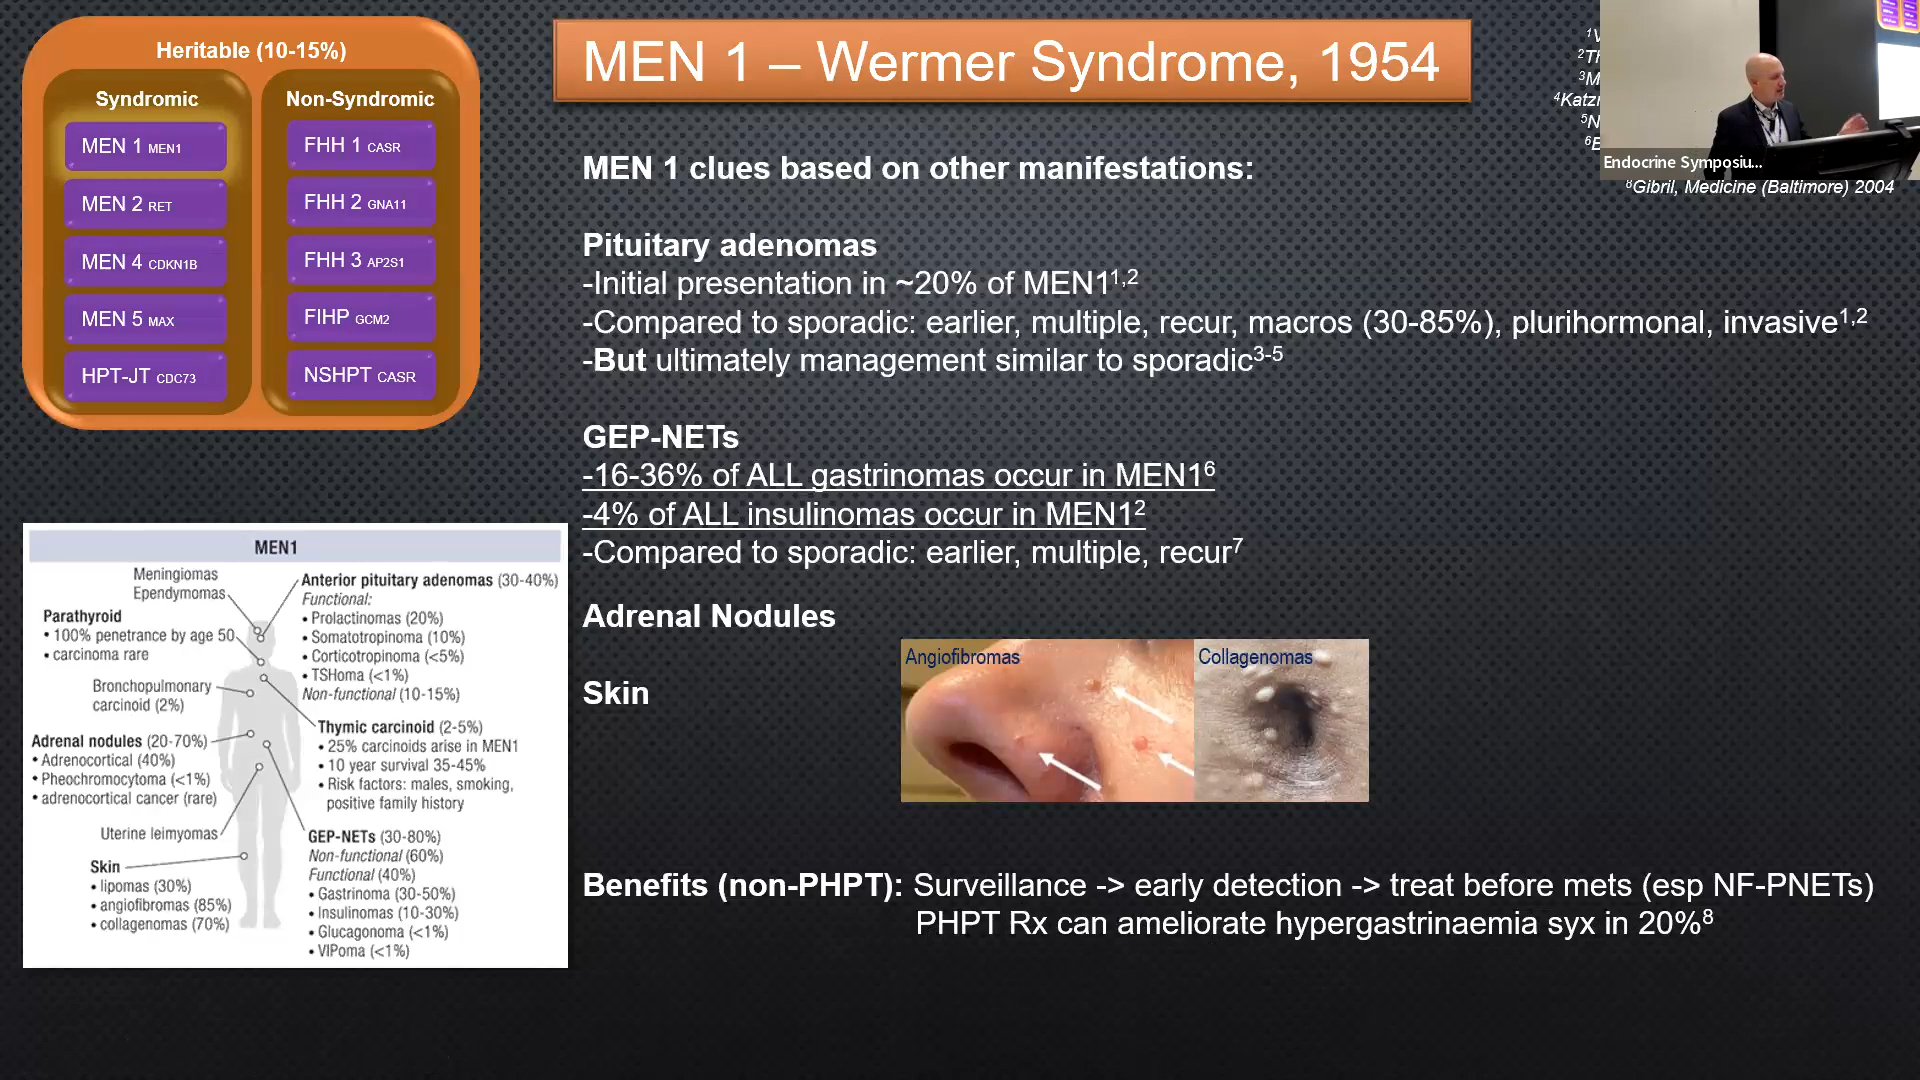 Heritable (10-15%)
Syndromic
MEN 1 MEN1
MEN 2 RET
MEN 4 CDKN1B
MEN 5 MAX
HPT-JT CDC73
Non-Syndromic
FHH 1 CASR
FHH 2 GNA11
FHH 3 AP2S1
FIHP GCM2
NSHPT CASR
MEN 1 – Wermer Syndrome, 1954
MEN 1 clues based on other manifestations:
Pituitary adenomas
-Initial presentation in ~20% of MEN1¹,²
-Compared to sporadic: earlier, multiple, recur, macros (30-85%), plurihormonal, invasive¹,²
-But ultimately management similar to sporadic³-⁵
GEP-NETs
-16-36% of ALL gastrinomas occur in MEN1⁶
-4% of ALL insulinomas occur in MEN1²
-Compared to sporadic: earlier, multiple, recur⁷
Adrenal Nodules
Skin
Angiofibromas
Collagenomas
Benefits (non-PHPT): Surveillance -> early detection -> treat before mets (esp NF-PNETs)
PHPT Rx can ameliorate hypergastrinaemia syx in 20%⁸
⁴Katz
Endocrine Symposiu...
⁸Gibril, Medicine (Baltimore) 2004
MEN1
Meningiomas
Ependymomas
Parathyroid
• 100% penetrance by age 50
• carcinoma rare
Bronchopulmonary
carcinoid (2%)
Adrenal nodules (20-70%)
• Adrenocortical (40%)
• Pheochromocytoma (<1%)
• adrenocortical cancer (rare)
Uterine leimyomas
Skin
• lipomas (30%)
• angiofibromas (85%)
• collagenomas (70%)
Anterior pituitary adenomas (30-40%)
Functional:
• Prolactinomas (20%)
• Somatotropinoma (10%)
• Corticotropinoma (<5%)
• TSHoma (<1%)
Non-functional (10-15%)
Thymic carcinoid (2-5%)
• 25% carcinoids arise in MEN1
• 10 year survival 35-45%
• Risk factors: males, smoking,
positive family history
GEP-NETs (30-80%)
Non-functional (60%)
Functional (40%)
• Gastrinoma (30-50%)
• Insulinomas (10-30%)
• Glucagonoma (<1%)
• VIPoma (<1%)